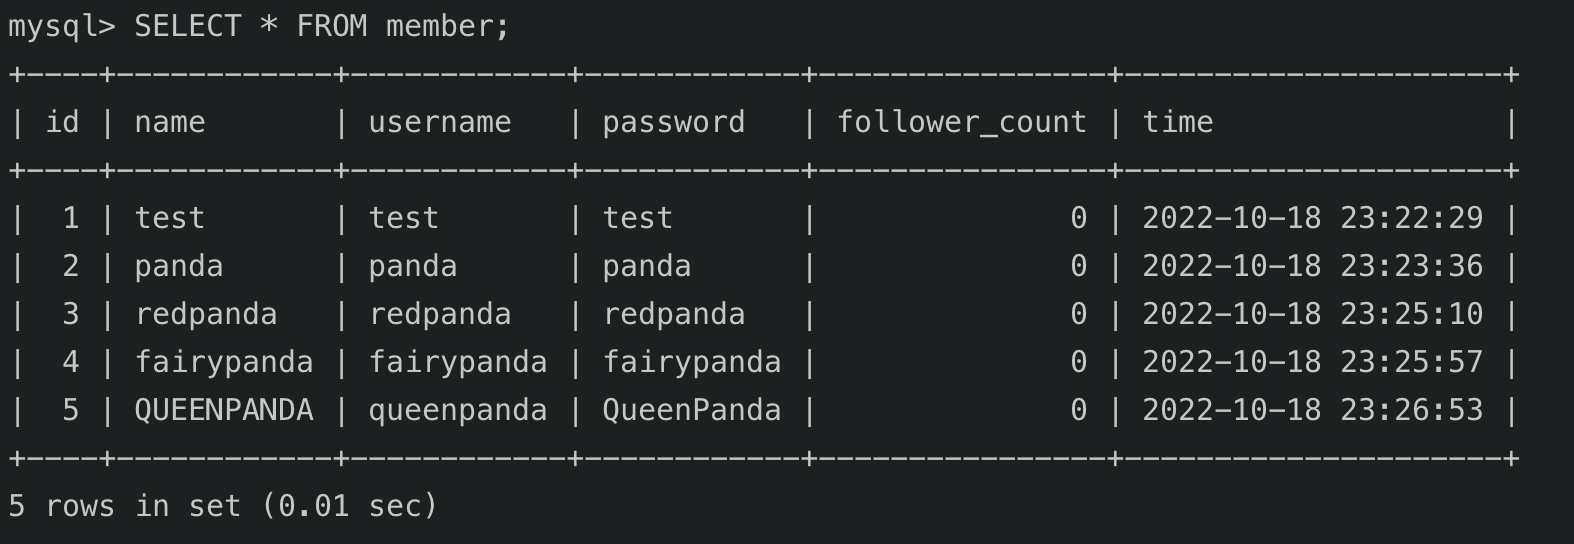 mysql> SELECT * FROM member;
+----+------------+------------+------------+----------------+---------------------+
| id | name       | username   | password   | follower_count | time                |
+----+------------+------------+------------+----------------+---------------------+
|  1 | test       | test       | test       |              0 | 2022-10-18 23:22:29 |
|  2 | panda      | panda      | panda      |              0 | 2022-10-18 23:23:36 |
|  3 | redpanda   | redpanda   | redpanda   |              0 | 2022-10-18 23:25:10 |
|  4 | fairypanda | fairypanda | fairypanda |              0 | 2022-10-18 23:25:57 |
|  5 | QUEENPANDA | queenpanda | QueenPanda |              0 | 2022-10-18 23:26:53 |
+----+------------+------------+------------+----------------+---------------------+
5 rows in set (0.01 sec)